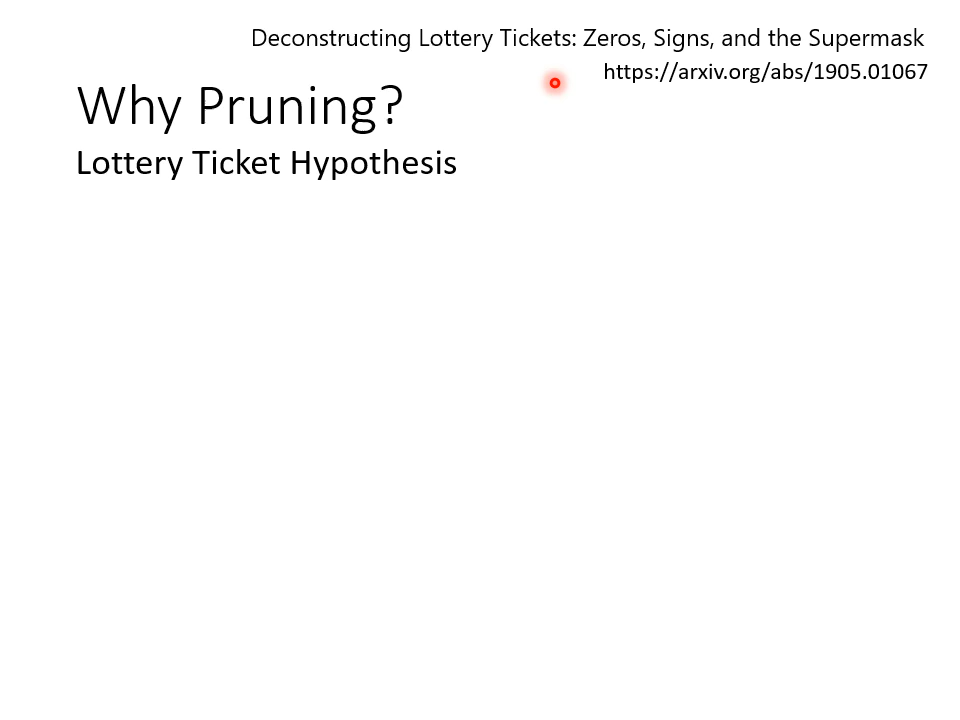 Deconstructing Lottery Tickets: Zeros, Signs, and the Supermask
https://arxiv.org/abs/1905.01067
Why Pruning?
Lottery Ticket Hypothesis